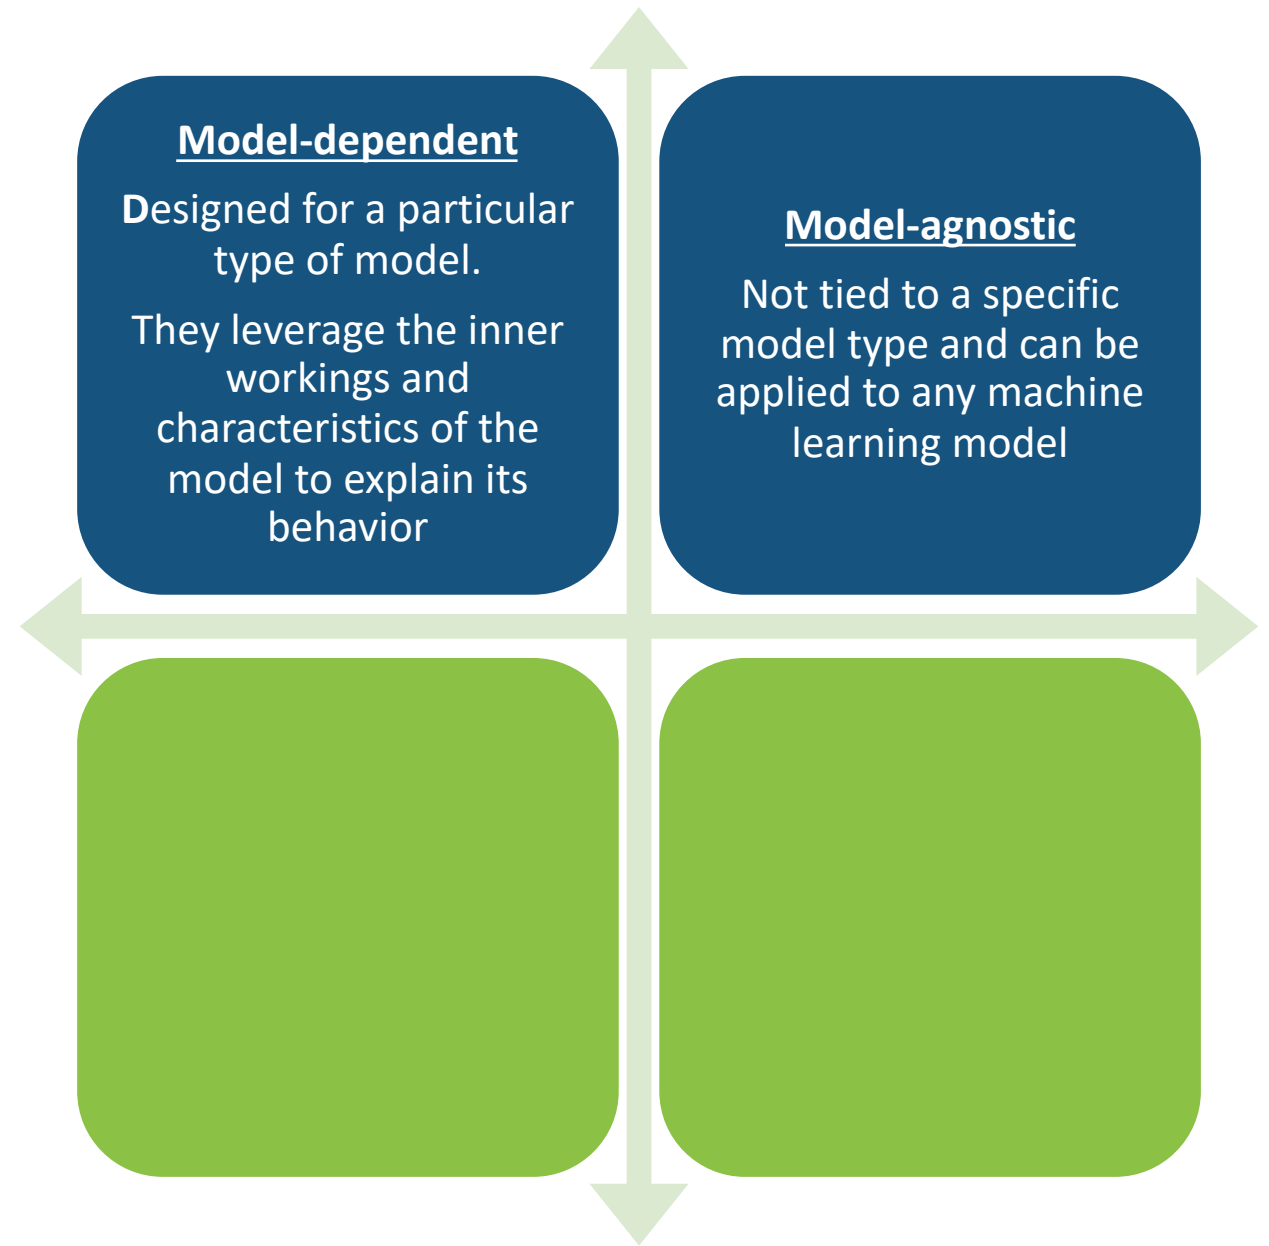 Model-dependent
Designed for a particular
type of model.
They leverage the inner
workings and
characteristics of the
model to explain its
behavior
Model-agnostic
Not tied to a specific
model type and can be
applied to any machine
learning model